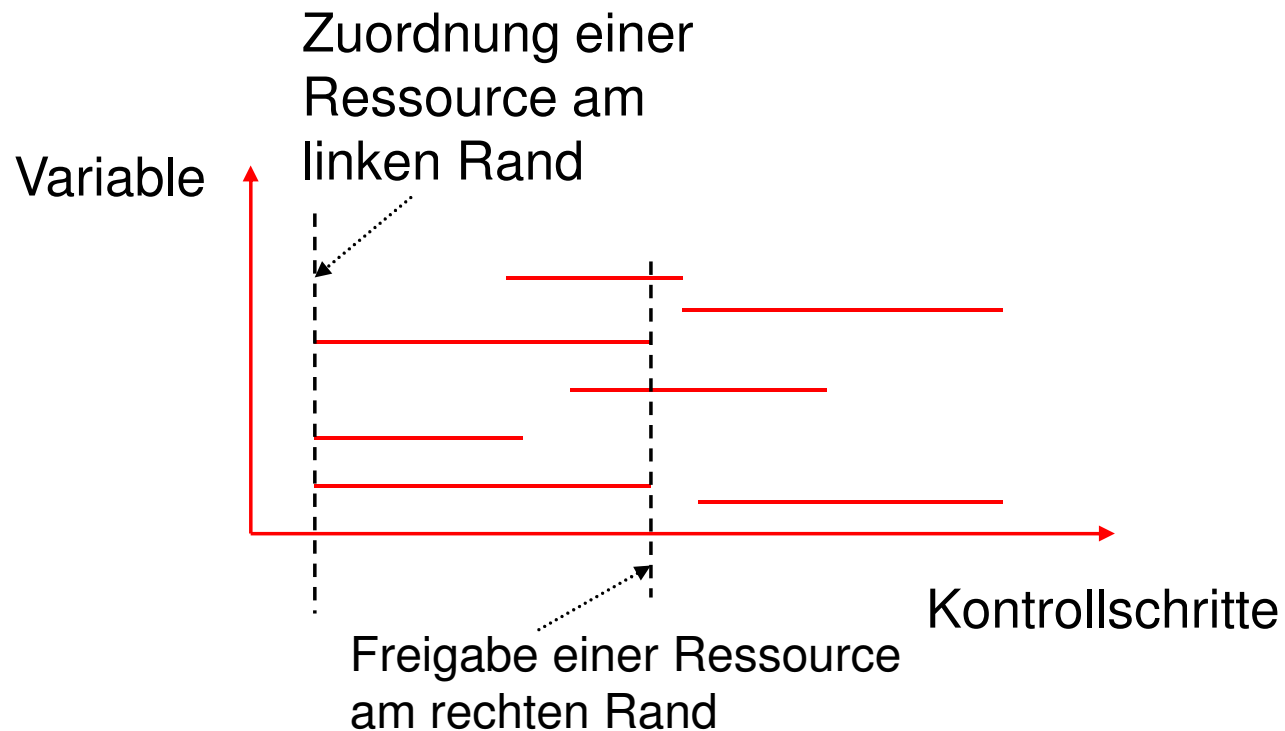 Zuordnung einer
Ressource am
linken Rand
Variable
Kontrollschritte
Freigabe einer Ressource
am rechten Rand